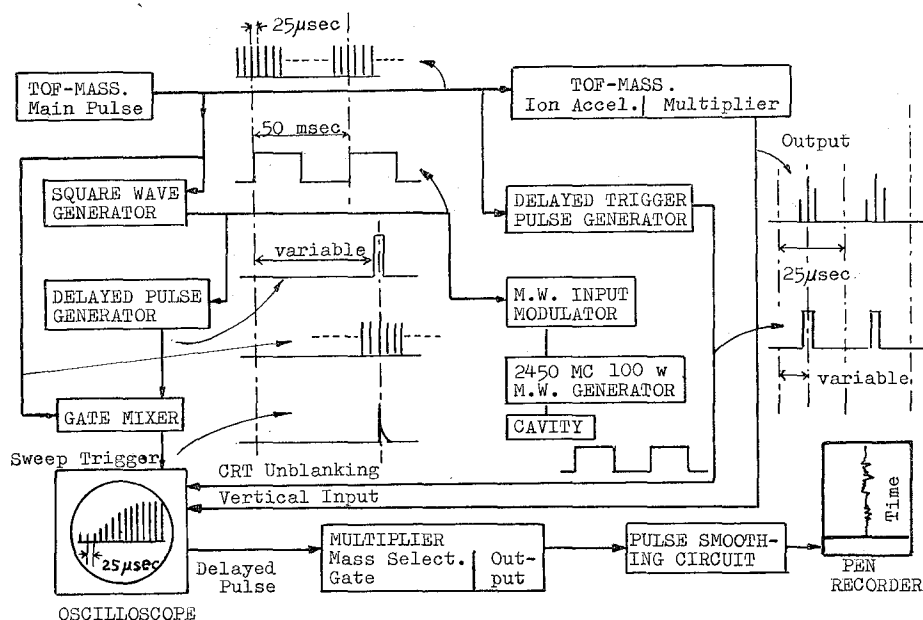 25μsec
TOF-MASS.
Main Pulse
TOF-MASS.
Ion Accel. Multiplier
50 msec
Output
SQUARE WAVE
GENERATOR
DELAYED TRIGGER
PULSE GENERATOR
variable
25μsec
DELAYED PULSE
GENERATOR
M.W. INPUT
MODULATOR
2450 MC 100 w
M.W. GENERATOR
variable
GATE MIXER
CAVITY
Sweep Trigger
CRT Unblanking
Vertical Input
Time
25μsec
Delayed
Pulse
MULTIPLIER
Mass Select.
Gate
Out-
put
PULSE SMOOTH-
ING CIRCUIT
PEN
RECORDER
OSCILLOSCOPE